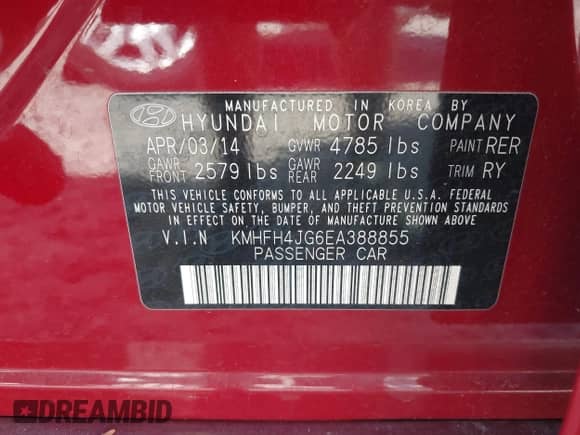 MANUFACTURED IN KOREA BY
HYUNDAI MOTOR COMPANY
APR/03/14 GVWR 4785 lbs PAINT RER
GAWR FRONT 2579 lbs GAWR REAR 2249 lbs TRIM RY
THIS VEHICLE CONFORMS TO ALL APPLICABLE U.S.A. FEDERAL
MOTOR VEHICLE SAFETY, BUMPER, AND THEFT PREVENTION STANDARDS
IN EFFECT ON THE DATE OF MANUFACTURE SHOWN ABOVE.
V.I.N KMHFH4JG6EA388855
PASSENGER CAR
DREAMBID